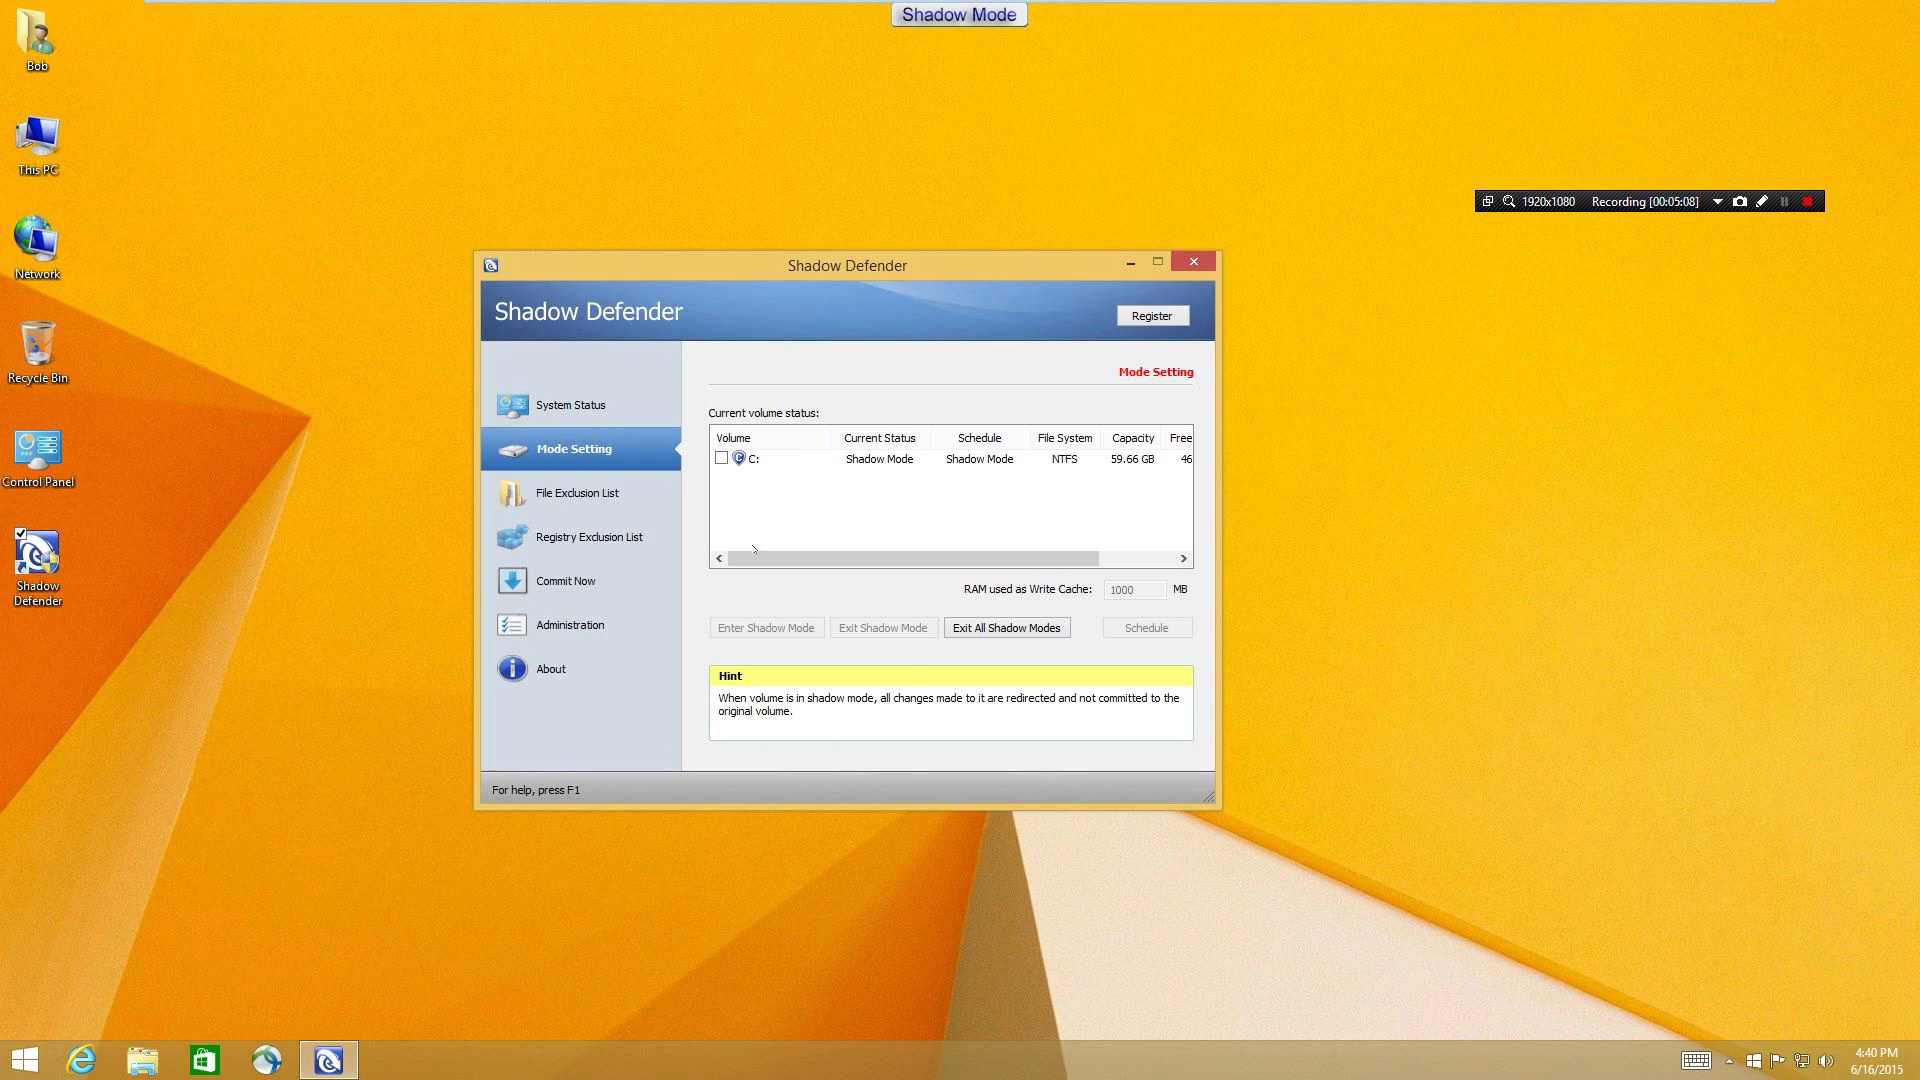 Shadow Mode
Bob
This PC
Network
Recycle Bin
Control Panel
Shadow
Defender
1920x1080 Recording [00:05:08]
Shadow Defender
Shadow Defender
Register
System Status
Mode Setting
File Exclusion List
Registry Exclusion List
Commit Now
Administration
About
Mode Setting
Current volume status:
Volume Current Status Schedule File System Capacity Free
C: Shadow Mode Shadow Mode NTFS 59.66 GB 46
RAM used as Write Cache: 1000 MB
Enter Shadow Mode Exit Shadow Mode Exit All Shadow Modes Schedule
Hint
When volume is in shadow mode, all changes made to it are redirected and not committed to the
original volume.
For help, press F1
4:40 PM
6/16/2015